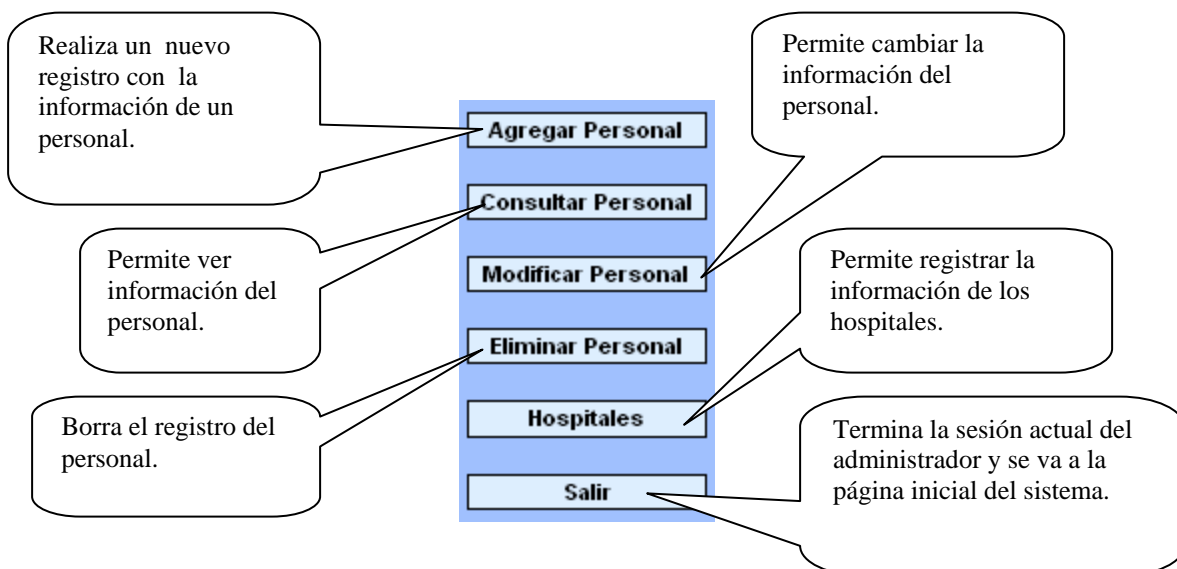 Realiza un nuevo
registro con la
información de un
personal.
Permite cambiar la
información del
personal.
Agregar Personal
Consultar Personal
Permite ver
información del
personal.
Modificar Personal
Permite registrar la
información de los
hospitales.
Eliminar Personal
Borra el registro del
personal.
Hospitales
Termina la sesión actual del
administrador y se va a la
página inicial del sistema.
Salir